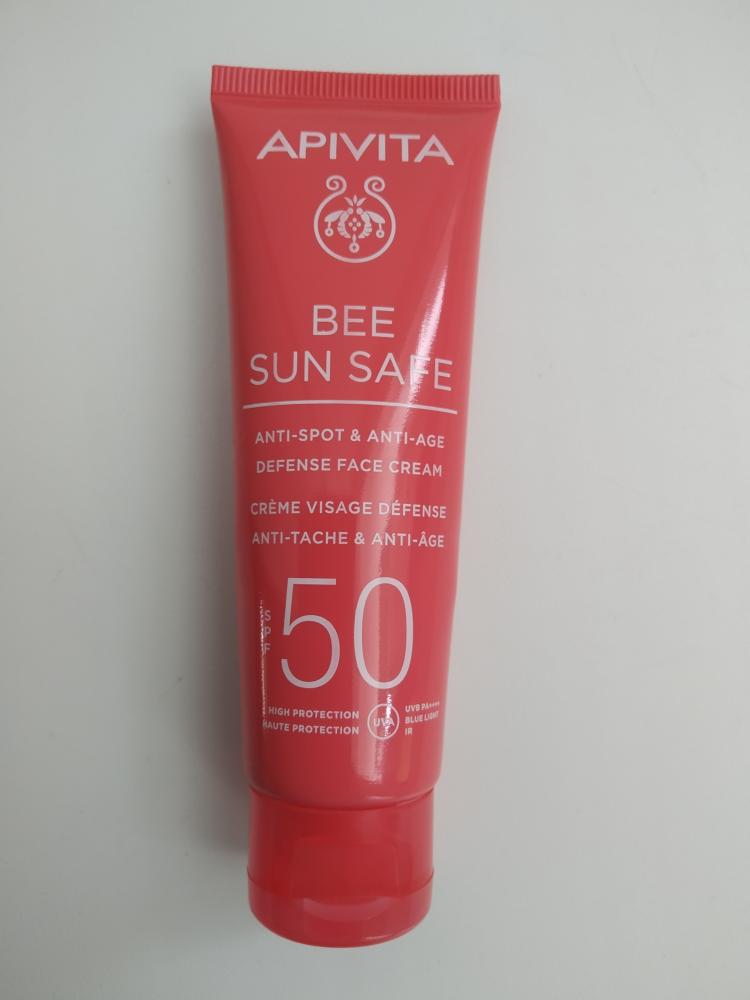 APIVITA
BEE
SUN SAFE
ANTI-SPOT & ANTI-AGE
DEFENSE FACE CREAM
CRÈME VISAGE DÉFENSE
ANTI-TACHE & ANTI-ÂGE
SPF 50
HIGH PROTECTION
HAUTE PROTECTION
UVA
UVB PA++++
BLUE LIGHT
IR